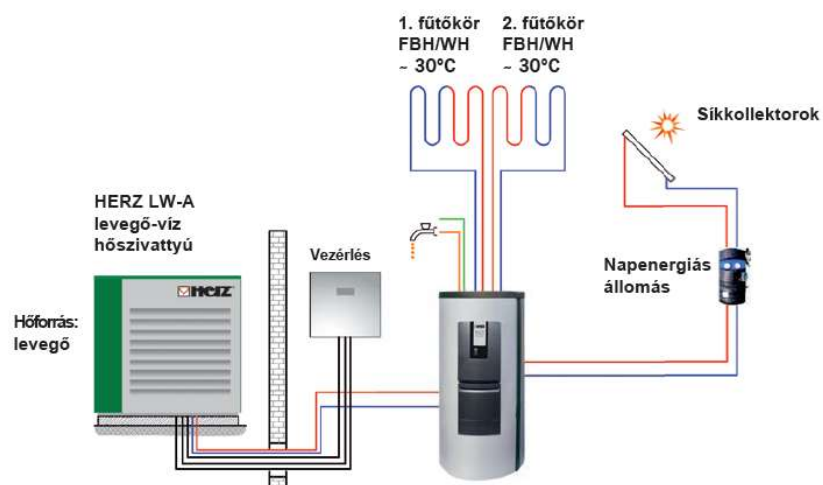 1. fűtőkör
FBH/WH
~ 30°C
2. fűtőkör
FBH/WH
~ 30°C
Síkkollektorok
HERZ LW-A
levegő-víz
hőszivattyú
Vezérlés
Napenergiás
állomás
HERZ
Hőforrás:
levegő